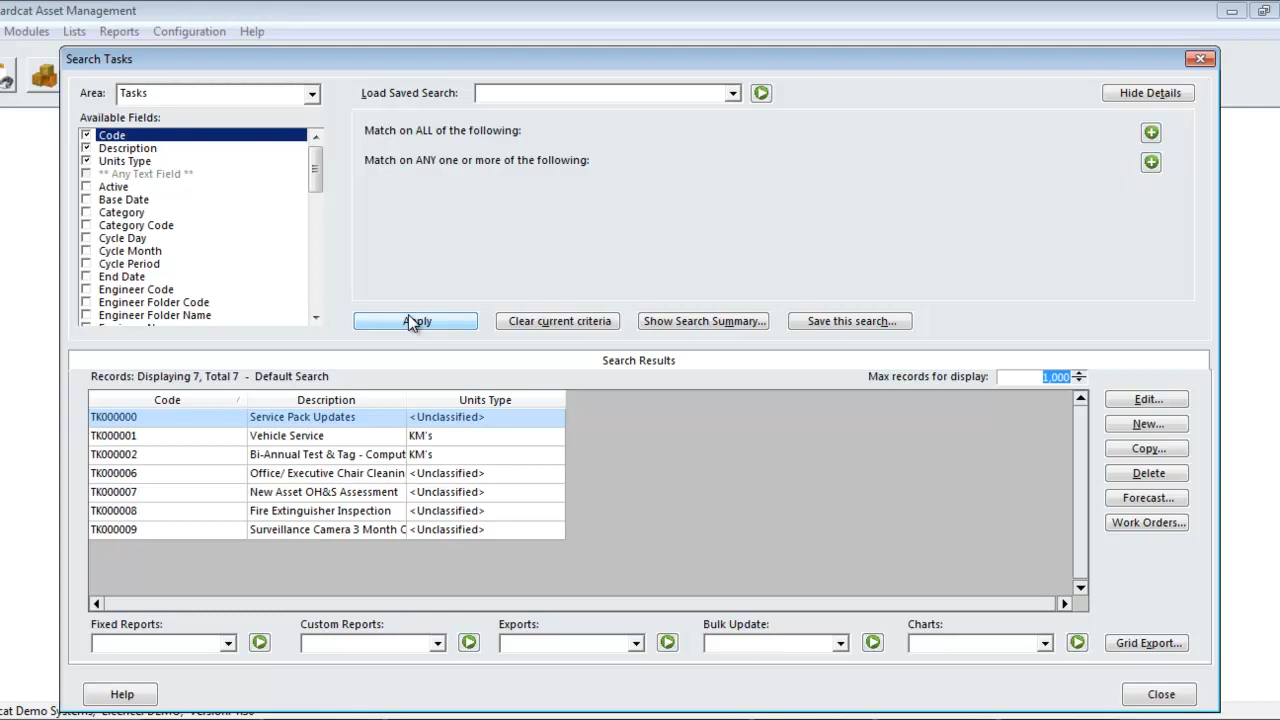 ardcat Asset Management
Modules Lists Reports Configuration Help
Search Tasks
Area: Tasks
Load Saved Search:
Hide Details
Available Fields:
Code
Description
Units Type
** Any Text Field **
Active
Base Date
Category
Category Code
Cycle Day
Cycle Month
Cycle Period
End Date
Engineer Code
Engineer Folder Code
Engineer Folder Name
Match on ALL of the following:
Match on ANY one or more of the following:
Apply
Clear current criteria
Show Search Summary...
Save this search...
Search Results
Records: Displaying 7, Total 7 - Default Search
Max records for display: 1,000
Code Description Units Type
TK000000 Service Pack Updates <Unclassified>
TK000001 Vehicle Service KM's
TK000002 Bi-Annual Test & Tag - Comput KM's
TK000006 Office/ Executive Chair Cleanin <Unclassified>
TK000007 New Asset OH&S Assessment <Unclassified>
TK000008 Fire Extinguisher Inspection <Unclassified>
TK000009 Surveillance Camera 3 Month C <Unclassified>
Edit...
New...
Copy...
Delete
Forecast...
Work Orders...
Fixed Reports:
Custom Reports:
Exports:
Bulk Update:
Charts:
Grid Export...
Help
Close